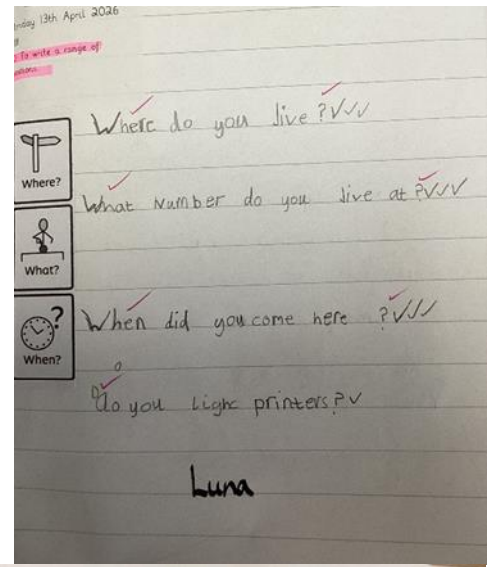 nday 13th April 2026
To write a range of
Where do you live ?
Where?
What Number do you live at ?
What?
When did you come here ?
When?
do you Light printers?
Luna